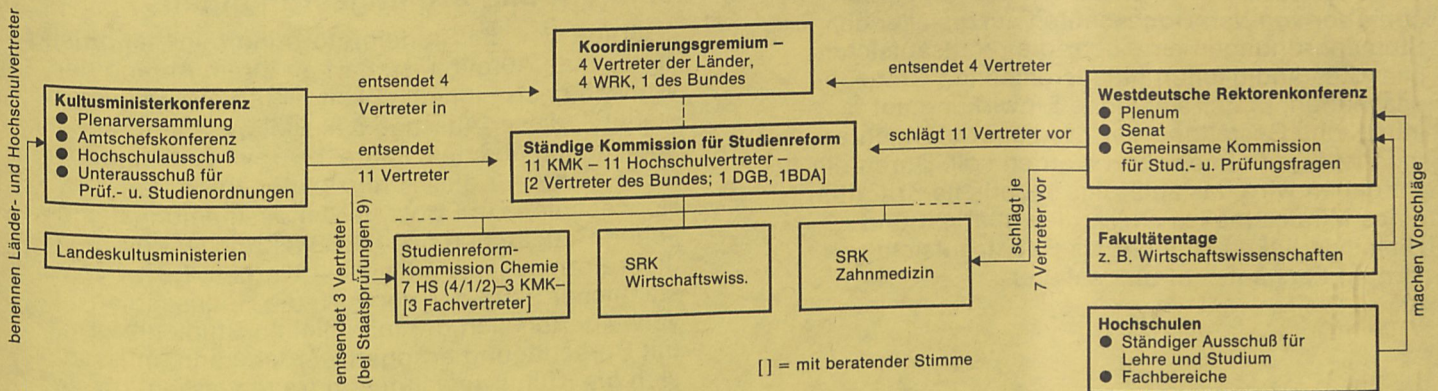 benennen Länder- und Hochschulvertreter
Kultusministerkonferenz
● Plenarversammlung
● Amtschefskonferenz
● Hochschulausschuß
● Unterausschuß für
Prüf.- u. Studienordnungen
Landeskultusministerien
entsendet 4
Vertreter in
entsendet
11 Vertreter
entsendet 3 Vertreter
(bei Staatsprüfungen 9)
Koordinierungsgremium –
4 Vertreter der Länder,
4 WRK, 1 des Bundes
Ständige Kommission für Studienreform
11 KMK – 11 Hochschulvertreter –
[2 Vertreter des Bundes; 1 DGB, 1BDA]
Studienreform-
kommission Chemie
7 HS (4/1/2)–3 KMK–
[3 Fachvertreter]
SRK
Wirtschaftswiss.
SRK
Zahnmedizin
[ ] = mit beratender Stimme
entsendet 4 Vertreter
schlägt 11 Vertreter vor
schlägt je
7 Vertreter vor
Westdeutsche Rektorenkonferenz
● Plenum
● Senat
● Gemeinsame Kommission
für Stud.- u. Prüfungsfragen
Fakultätentage
z. B. Wirtschaftswissenschaften
Hochschulen
● Ständiger Ausschuß für
Lehre und Studium
● Fachbereiche
machen Vorschläge